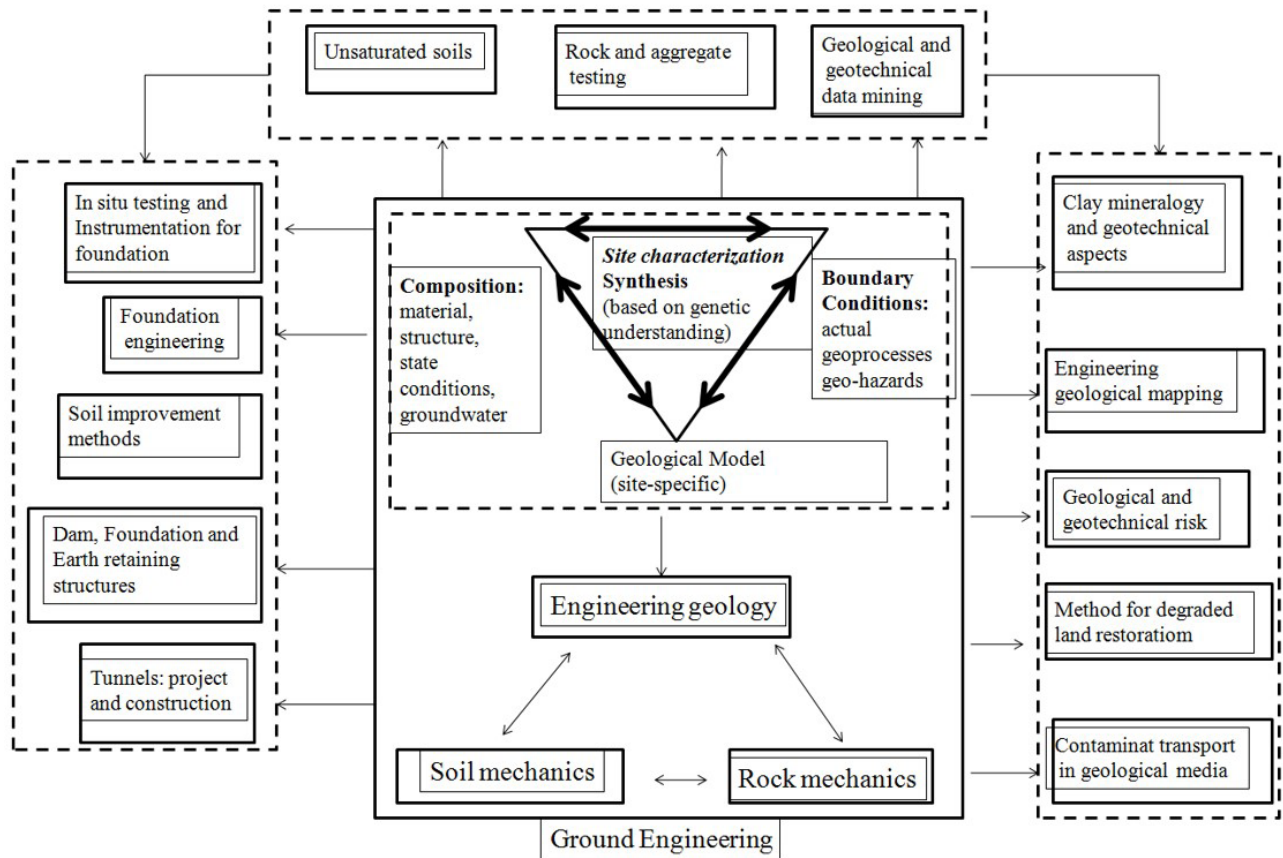 Unsaturated soils
Rock and aggregate
testing
Geological and
geotechnical
data mining
In situ testing and
Instrumentation for
foundation
Foundation
engineering
Soil improvement
methods
Dam, Foundation and
Earth retaining
structures
Tunnels: project
and construction
Composition:
material,
structure,
state
conditions,
groundwater
Site characterization
Synthesis
(based on genetic
understanding)
Boundary
Conditions:
actual
geoprocesses
geo-hazards
Geological Model
(site-specific)
Engineering geology
Soil mechanics
Rock mechanics
Ground Engineering
Clay mineralogy
and geotechnical
aspects
Engineering
geological mapping
Geological and
geotechnical risk
Method for degraded
land restoratiom
Contaminat transport
in geological media